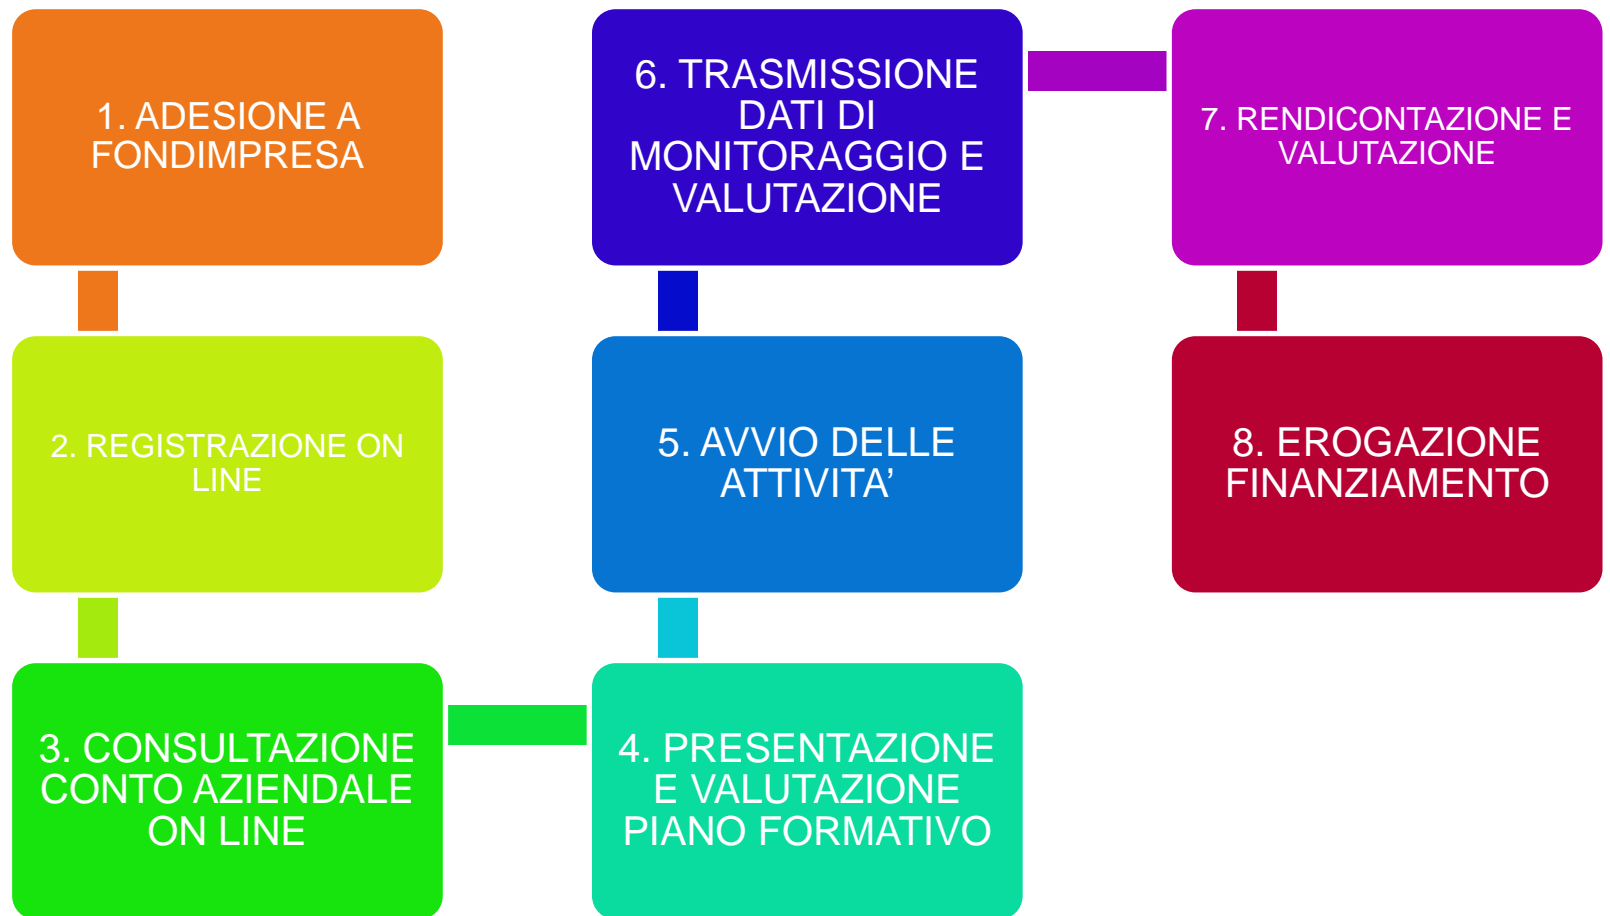 1. ADESIONE A
FONDIMPRESA
2. REGISTRAZIONE ON
LINE
3. CONSULTAZIONE
CONTO AZIENDALE
ON LINE
4. PRESENTAZIONE
E VALUTAZIONE
PIANO FORMATIVO
5. AVVIO DELLE
ATTIVITA’
6. TRASMISSIONE
DATI DI
MONITORAGGIO E
VALUTAZIONE
7. RENDICONTAZIONE E
VALUTAZIONE
8. EROGAZIONE
FINANZIAMENTO